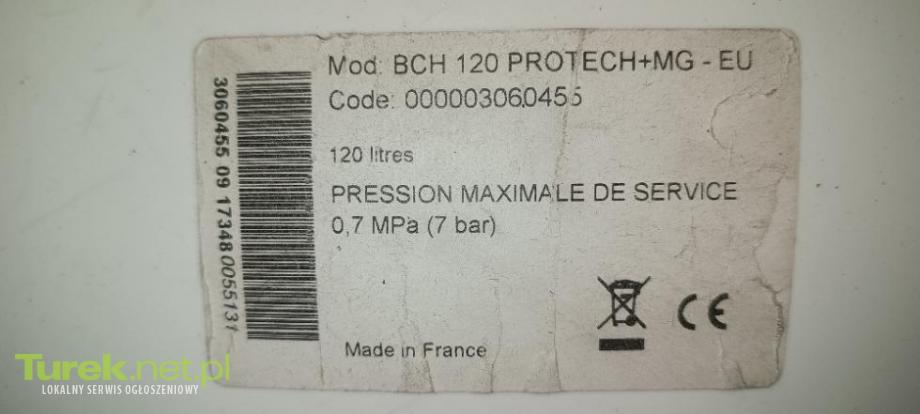 Mod: BCH 120 PROTECH+MG - EU
Code: 000003060455
120 litres
PRESSION MAXIMALE DE SERVICE
0,7 MPa (7 bar)
Made in France
3060455 09 17348 0055131
Turek.net.pl
LOKALNY SERWIS OGŁOSZENIOWY